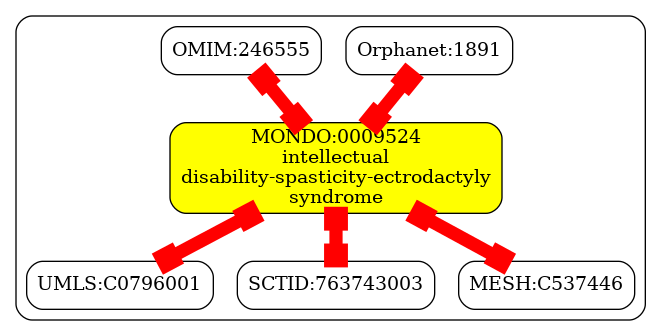 OMIM:246555
Orphanet:1891
MONDO:0009524
intellectual
disability-spasticity-ectrodactyly
syndrome
UMLS:C0796001
SCTID:763743003
MESH:C537446